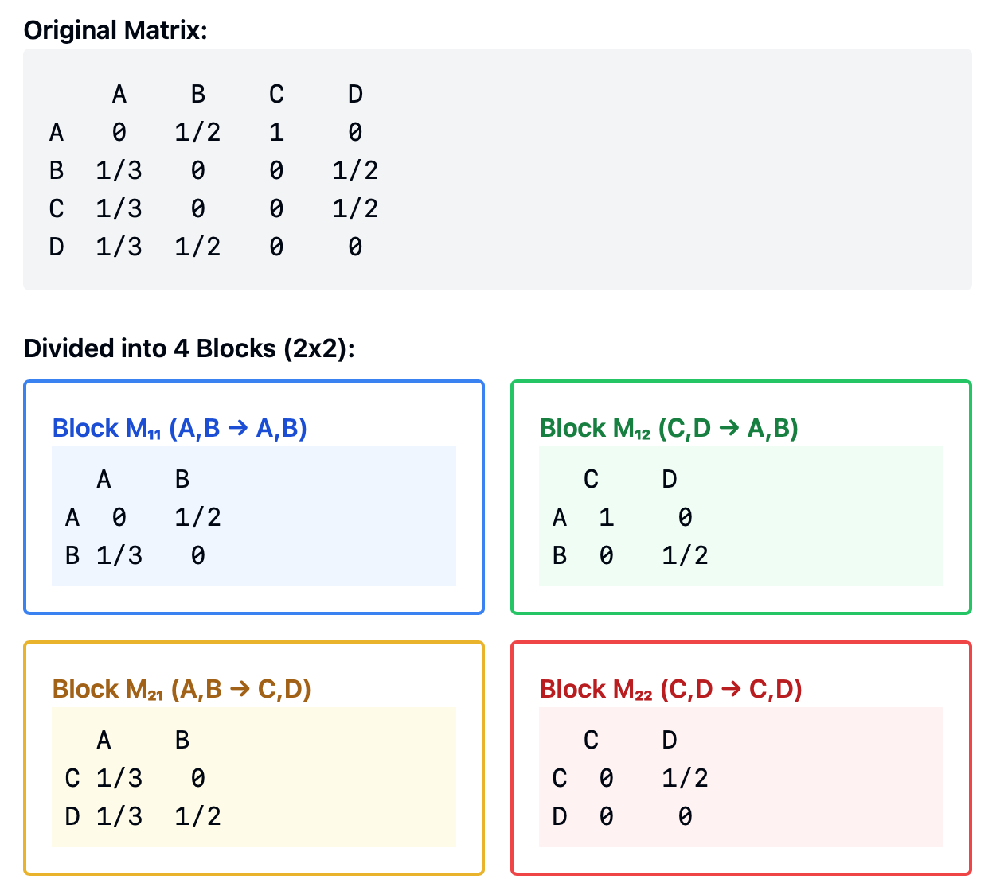 Original Matrix:
A B C D
A 0 1/2 1 0
B 1/3 0 0 1/2
C 1/3 0 0 1/2
D 1/3 1/2 0 0
Divided into 4 Blocks (2x2):
Block M₁₁ (A,B → A,B)
A B
A 0 1/2
B 1/3 0
Block M₁₂ (C,D → A,B)
C D
A 1 0
B 0 1/2
Block M₂₁ (A,B → C,D)
A B
C 1/3 0
D 1/3 1/2
Block M₂₂ (C,D → C,D)
C D
C 0 1/2
D 0 0